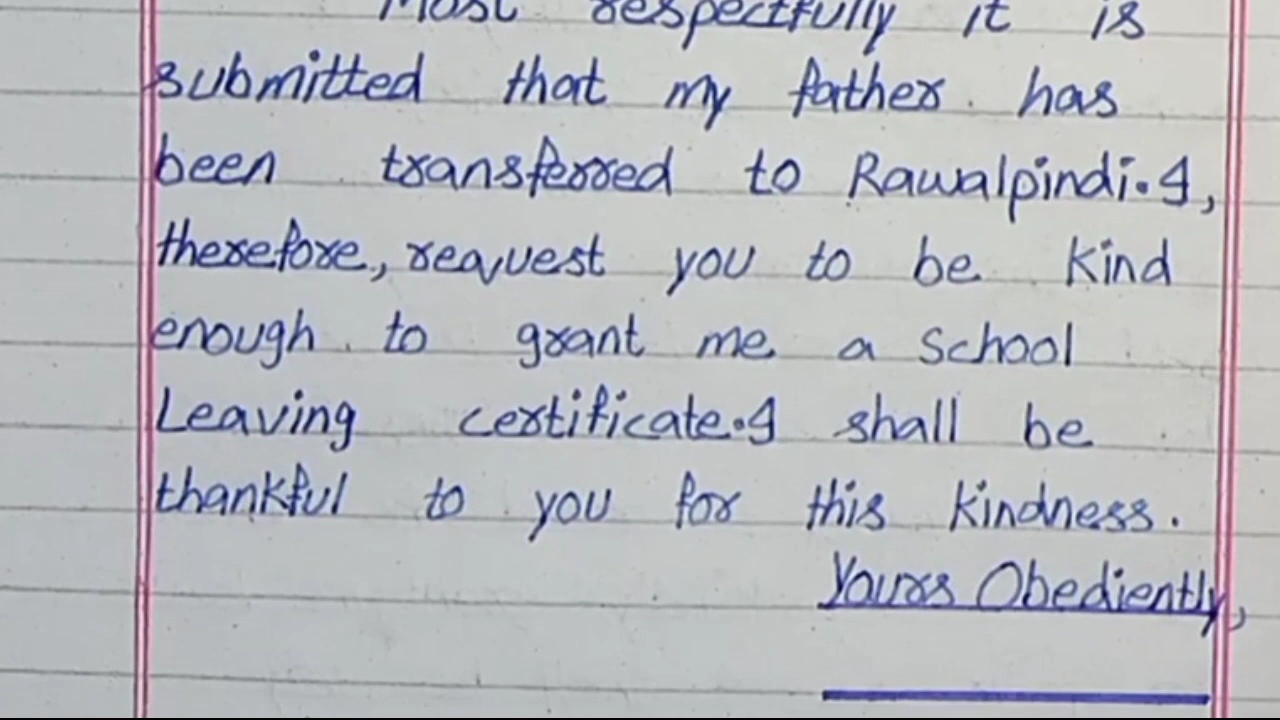 Most respectfully it is
submitted that my father has
been transferred to Rawalpindi. I,
therefore, request you to be kind
enough to grant me a School
Leaving certificate. I shall be
thankful to you for this kindness.
Yours Obediently,